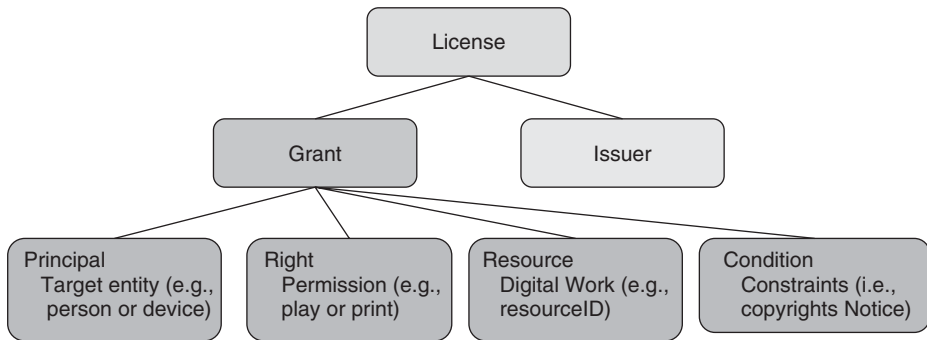 License
Grant
Issuer
Principal
Target entity (e.g.,
person or device)
Right
Permission (e.g.,
play or print)
Resource
Digital Work (e.g.,
resourceID)
Condition
Constraints (i.e.,
copyrights Notice)